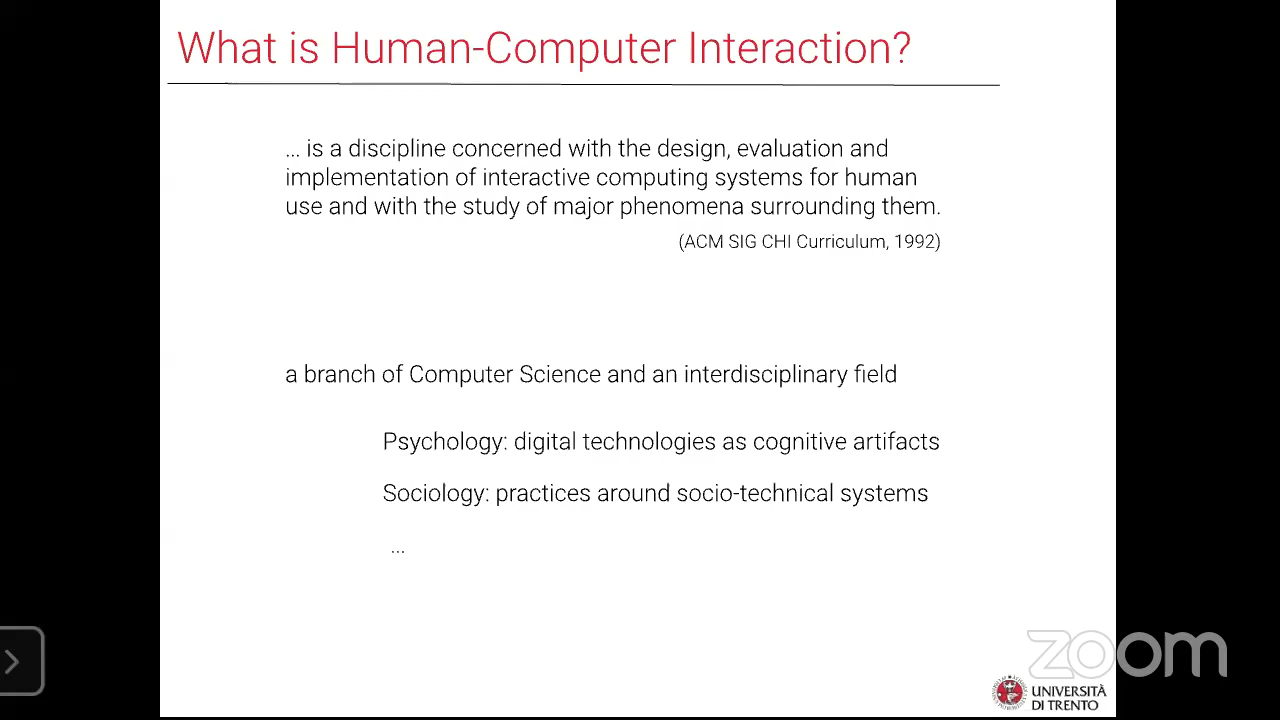 What is Human-Computer Interaction?
... is a discipline concerned with the design, evaluation and
implementation of interactive computing systems for human
use and with the study of major phenomena surrounding them.
(ACM SIG CHI Curriculum, 1992)
a branch of Computer Science and an interdisciplinary field
Psychology: digital technologies as cognitive artifacts
Sociology: practices around socio-technical systems
...
zoom
UNIVERSITÀ
DI TRENTO